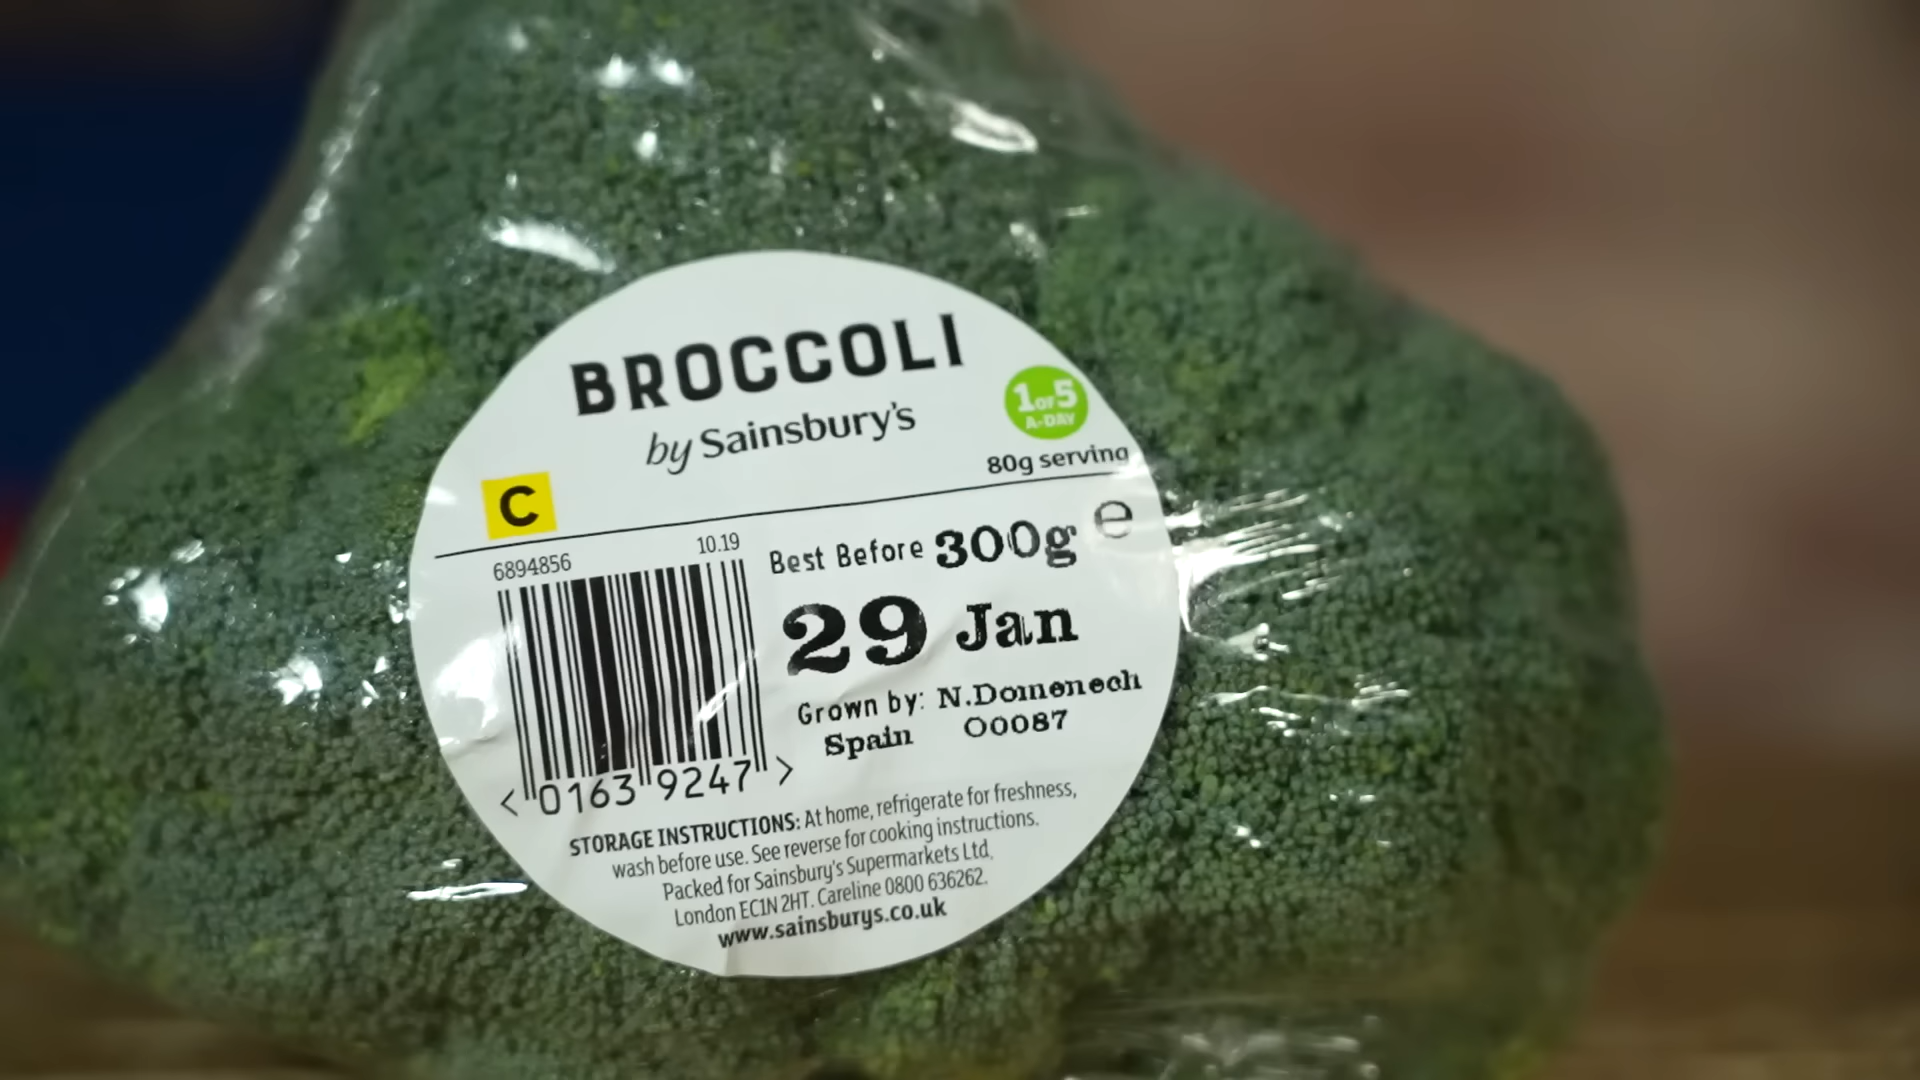 BROCCOLI
by Sainsbury's
1 OF 5
A-DAY
80g serving
C
6894856 10.19
Best Before 300g e
29 Jan
Grown by: N.Domenech
Spain 00087
< 0163 9247 >
STORAGE INSTRUCTIONS: At home, refrigerate for freshness,
wash before use. See reverse for cooking instructions.
Packed for Sainsbury's Supermarkets Ltd,
London EC1N 2HT. Careline 0800 636262.
www.sainsburys.co.uk